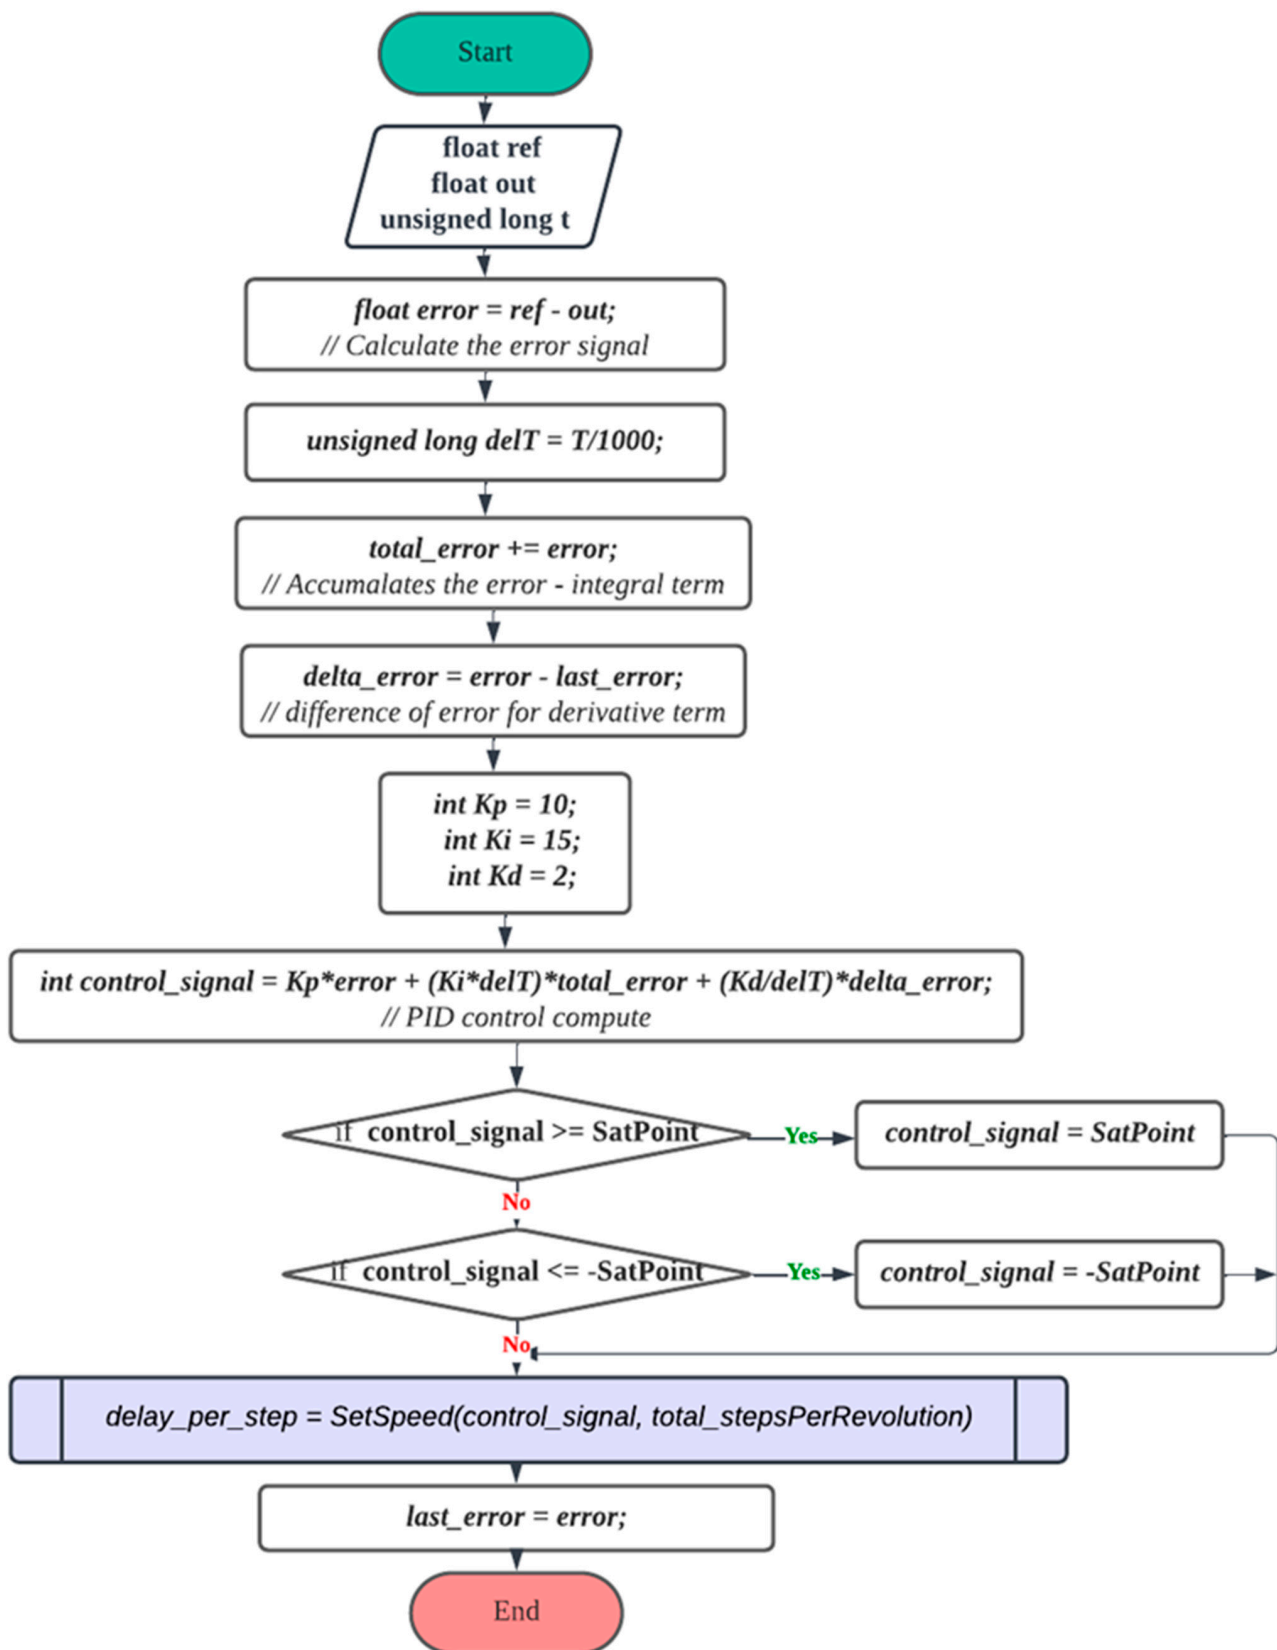 Start
float ref
float out
unsigned long t
float error = ref - out;
// Calculate the error signal
unsigned long delT = T/1000;
total_error += error;
// Accumalates the error - integral term
delta_error = error - last_error;
// difference of error for derivative term
int Kp = 10;
int Ki = 15;
int Kd = 2;
int control_signal = Kp*error + (Ki*delT)*total_error + (Kd/delT)*delta_error;
// PID control compute
if control_signal >= SatPoint
Yes
control_signal = SatPoint
No
if control_signal <= -SatPoint
Yes
control_signal = -SatPoint
No
delay_per_step = SetSpeed(control_signal, total_stepsPerRevolution)
last_error = error;
End